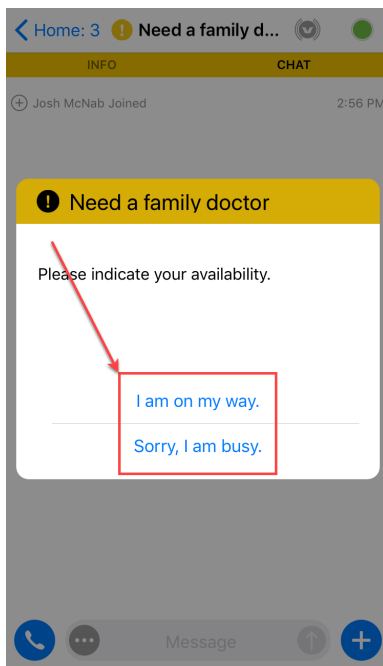 Home: 3 ! Need a family d...
INFO CHAT
Josh McNab Joined 2:56 PM
! Need a family doctor
Please indicate your availability.
I am on my way.
Sorry, I am busy.
Message